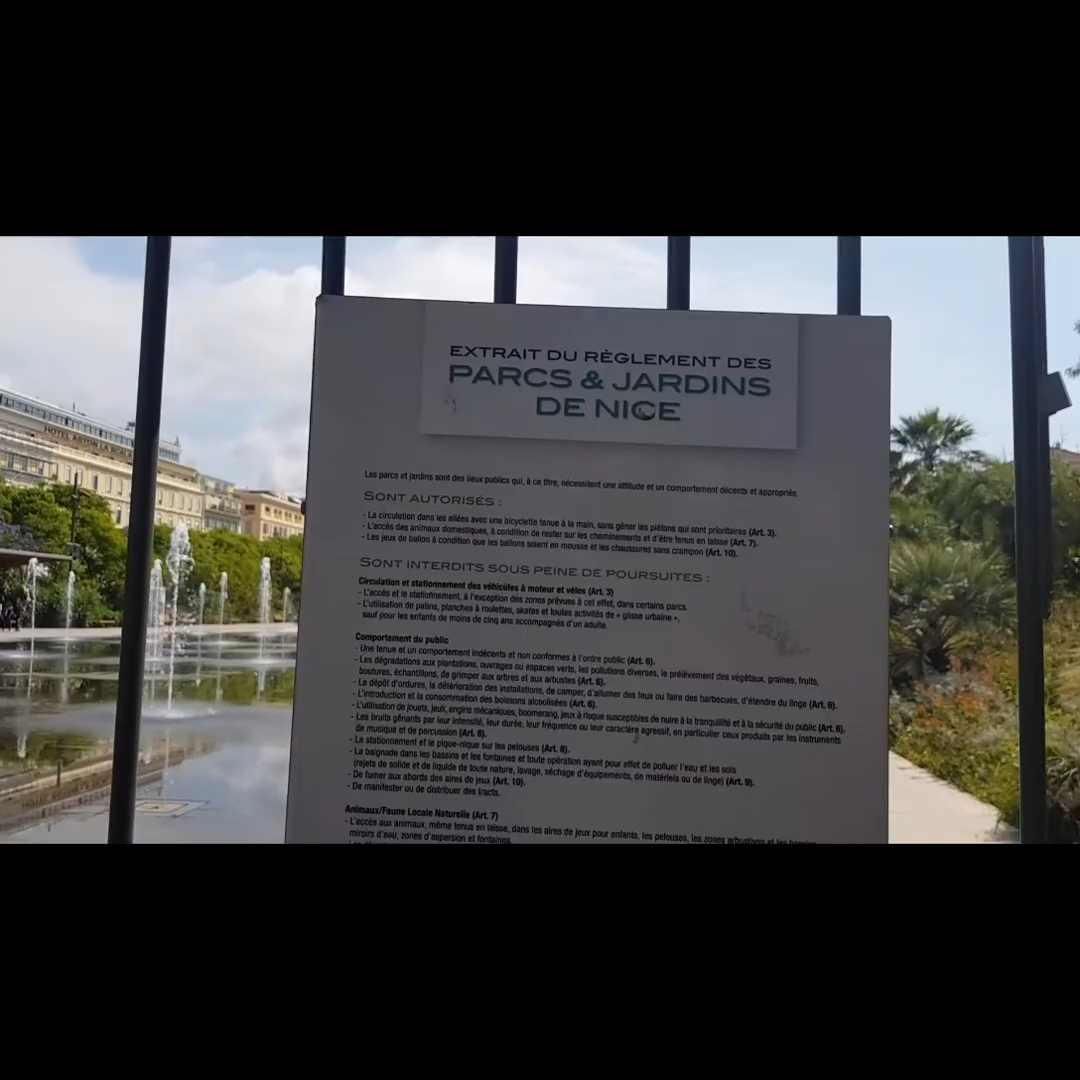 HOTEL ASTON LA SCALA
EXTRAIT DU RÈGLEMENT DES
PARCS & JARDINS
DE NICE
Les parcs et jardins sont des lieux publics qui, à ce titre, nécessitent une attitude et un comportement décents et appropriés.
SONT AUTORISÉS :
- La circulation dans les allées avec une bicyclette tenue à la main, sans gêner les piétons qui sont prioritaires (Art. 3).
- L'accès des animaux domestiques, à condition de rester sur les cheminements et d'être tenus en laisse (Art. 7).
- Les jeux de ballon à condition que les ballons soient en mousse et les chaussures sans crampon (Art. 10).
SONT INTERDITS SOUS PEINE DE POURSUITES :
Circulation et stationnement des véhicules à moteur et vélos (Art. 3)
- L'accès et le stationnement, à l'exception des zones prévues à cet effet, dans certains parcs.
- L'utilisation de patins, planches à roulettes, skates et toutes activités de « glisse urbaine »,
sauf pour les enfants de moins de cinq ans accompagnés d'un adulte.
Comportement du public
- Une tenue et un comportement indécents et non conformes à l'ordre public (Art. 6).
- Les dégradations aux plantations, ouvrages ou espaces verts, les pollutions diverses, le prélèvement des végétaux, graines, fruits,
boutures, échantillons, de grimper aux arbres et aux arbustes (Art. 6).
- Le dépôt d'ordures, la détérioration des installations, de camper, d'allumer des feux ou faire des barbecues, d'étendre du linge (Art. 6).
- L'introduction et la consommation des boissons alcoolisées (Art. 6).
- L'utilisation de jouets, jeux, engins mécaniques, boomerang, jeux à risque susceptibles de nuire à la tranquilité et à la sécurité du public (Art. 6).
- Les bruits gênants par leur intensité, leur durée, leur fréquence ou leur caractère agressif, en particulier ceux produits par les instruments
de musique et de percussion (Art. 6).
- Le stationnement et le pique-nique sur les pelouses (Art. 8).
- La baignade dans les bassins et les fontaines et toute opération ayant pour effet de polluer l'eau et les sols
(rejets de solide et de liquide de toute nature, lavage, séchage d'équipements, de matériels ou de linge) (Art. 9).
- De fumer aux abords des aires de jeux (Art. 10).
- De manifester ou de distribuer des tracts.
Animaux/Faune Locale Naturelle (Art. 7)
- L'accès aux animaux, même tenus en laisse, dans les aires de jeux pour enfants, les pelouses, les zones arbustives et les
miroirs d'eau, zones d'aspersion et fontaines.